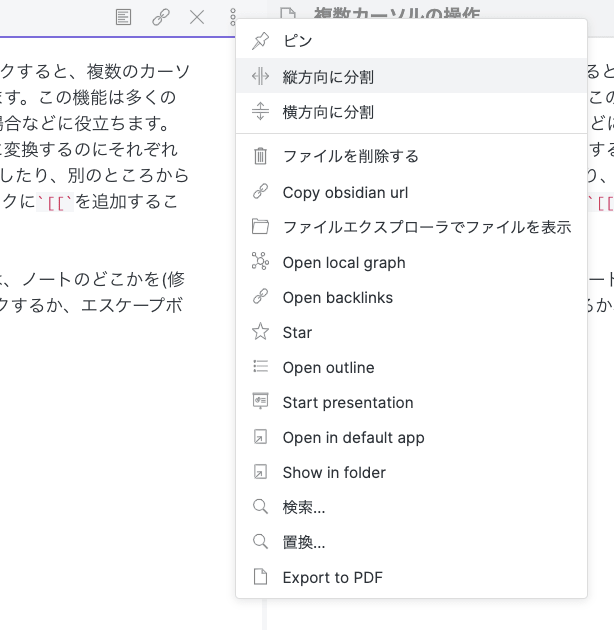 複数カーソルの操作
クすると、複数のカーソ
ます。この機能は多くの
場合などに役立ちます。
に変換するのにそれぞれ
したり、別のところから
クに`[[`を追加するこ
は、ノートのどこかを(修
クするか、エスケープボ
ピン
縦方向に分割
横方向に分割
ファイルを削除する
Copy obsidian url
ファイルエクスプローラでファイルを表示
Open local graph
Open backlinks
Star
Open outline
Start presentation
Open in default app
Show in folder
検索...
置換...
Export to PDF
ると
この
どに
する
り、
`[[
ート
るか